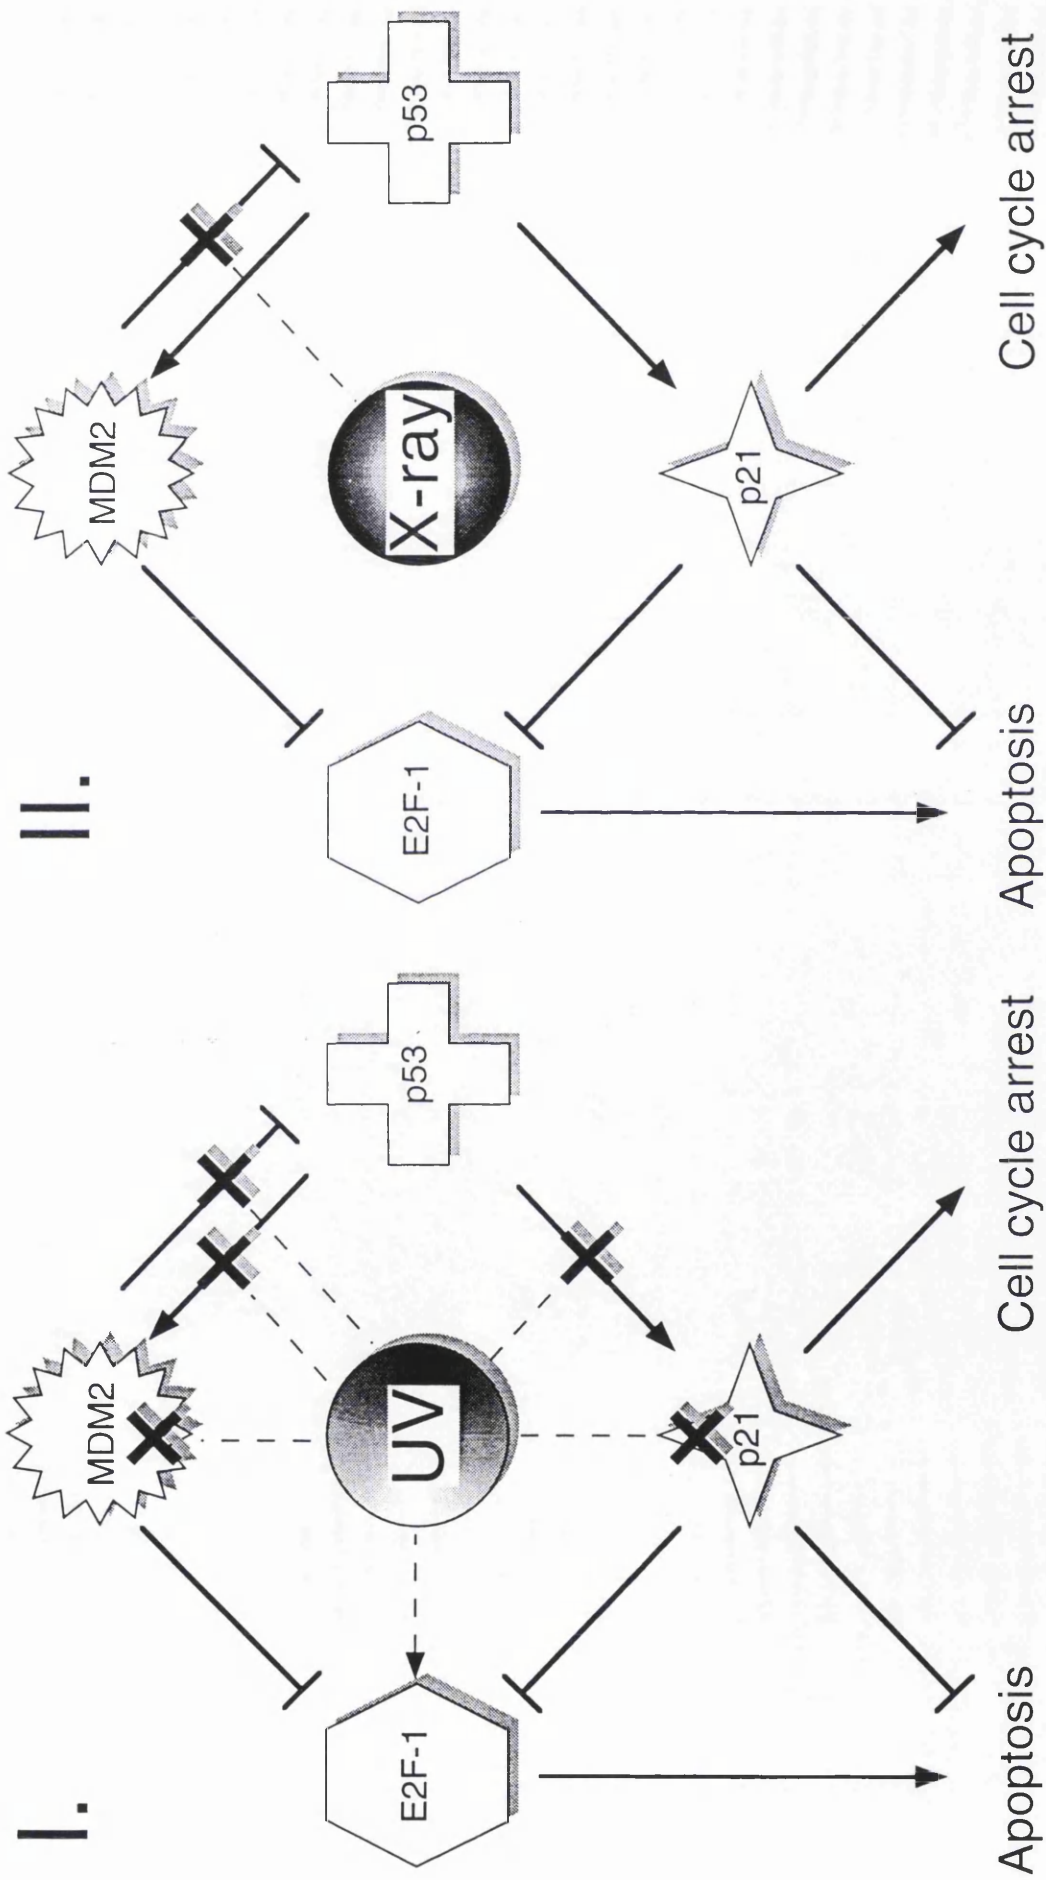 I.
MDM2
E2F-1
UV
p53
p21
Apoptosis
Cell cycle arrest
II.
MDM2
E2F-1
X-ray
p53
p21
Apoptosis
Cell cycle arrest